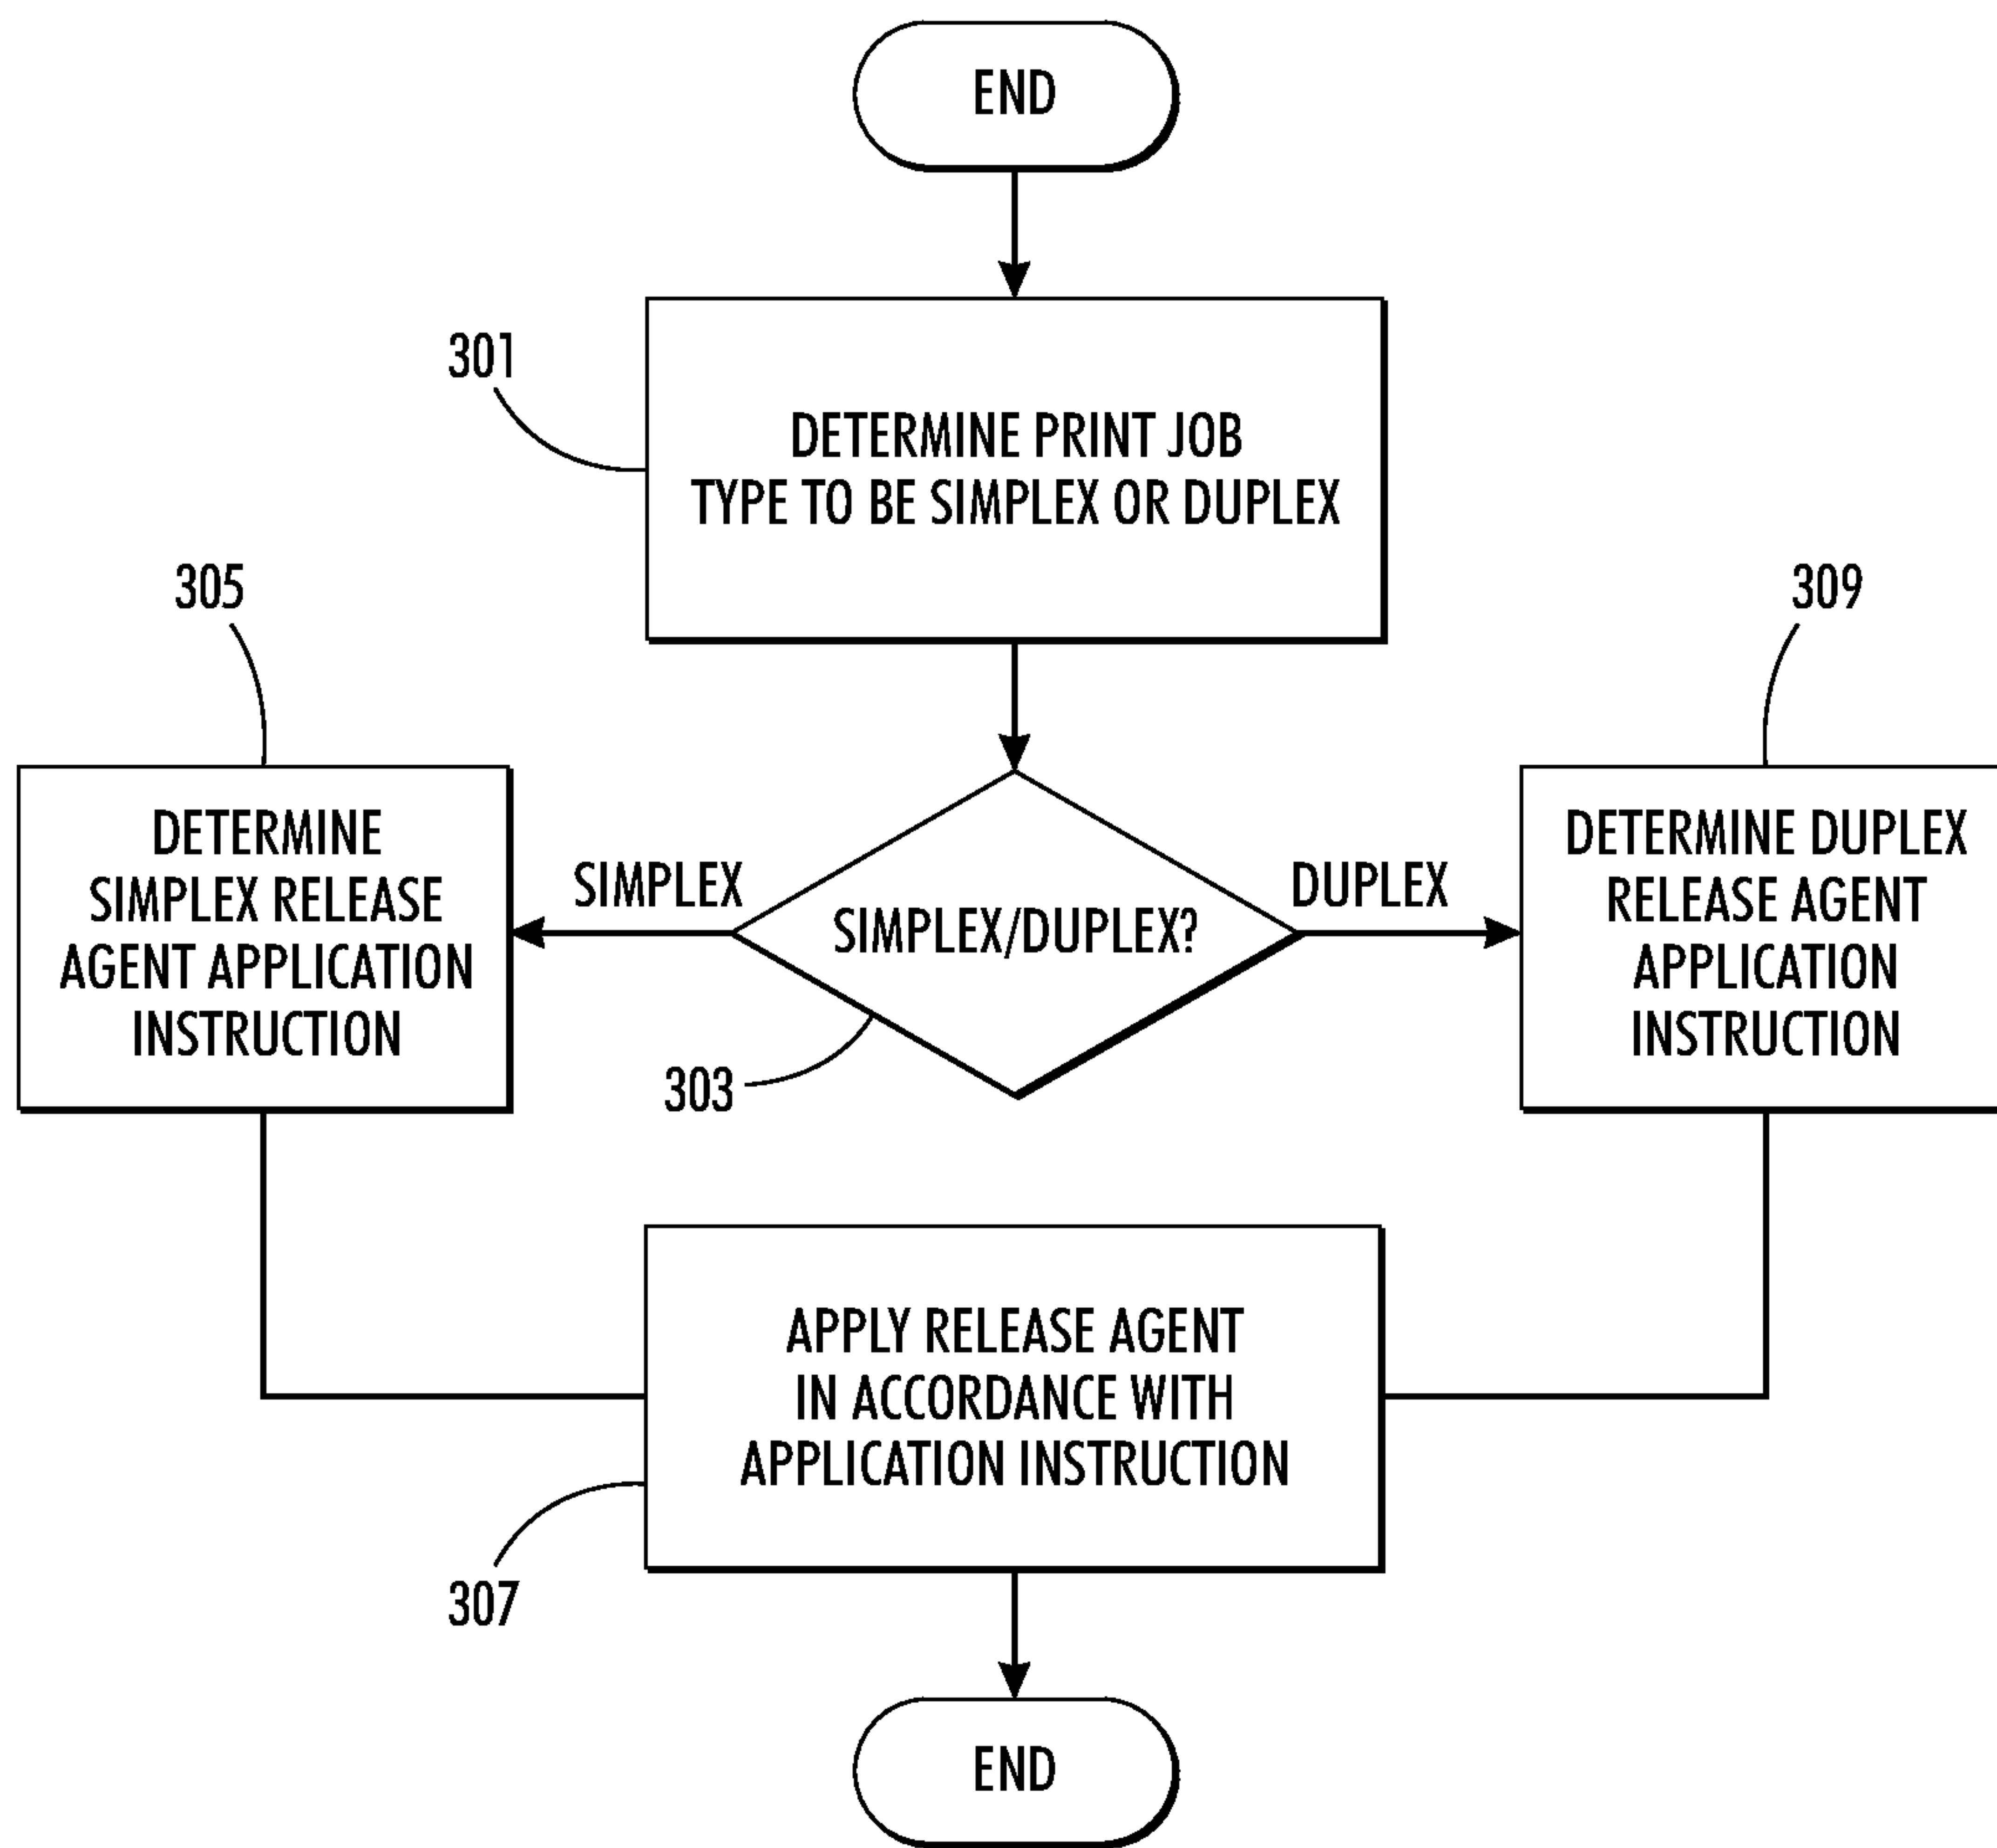 END
301
DETERMINE PRINT JOB
TYPE TO BE SIMPLEX OR DUPLEX
305
309
DETERMINE
SIMPLEX RELEASE
AGENT APPLICATION
INSTRUCTION
SIMPLEX
SIMPLEX/DUPLEX?
DUPLEX
303
DETERMINE DUPLEX
RELEASE AGENT
APPLICATION
INSTRUCTION
APPLY RELEASE AGENT
IN ACCORDANCE WITH
APPLICATION INSTRUCTION
307
END